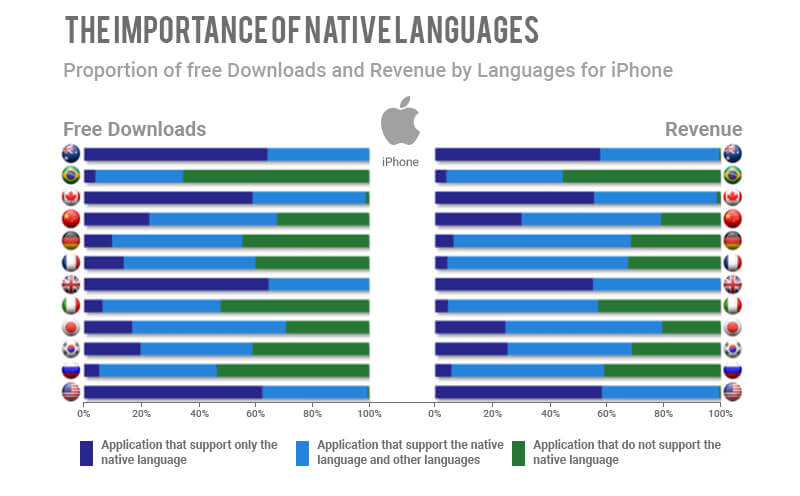 THE IMPORTANCE OF NATIVE LANGUAGES
Proportion of free Downloads and Revenue by Languages for iPhone
Free Downloads
Revenue
iPhone
0% 20% 40% 60% 80% 100%
0% 20% 40% 60% 80% 100%
Application that support only the
native language
Application that support the native
language and other languages
Application that do not support the
native language